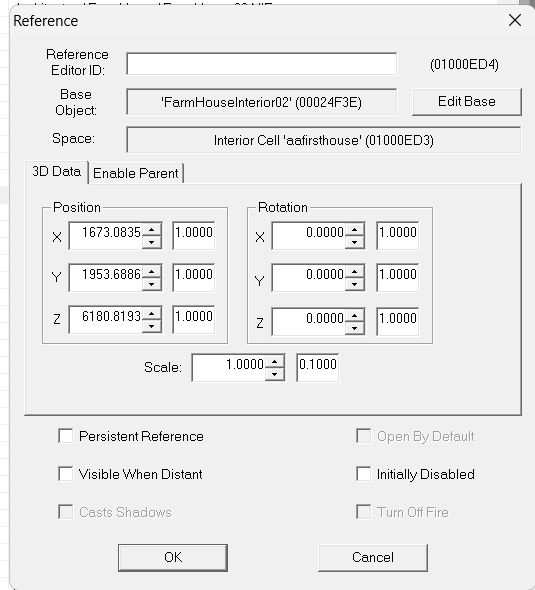 Reference
Reference
Editor ID:
(01000ED4)
Base
Object:
'FarmHouseInterior02' (00024F3E)
Edit Base
Space:
Interior Cell 'aafirsthouse' (01000ED3)
3D Data
Enable Parent
Position
Rotation
X 1673.0835 1.0000
X 0.0000 1.0000
Y 1953.6886 1.0000
Y 0.0000 1.0000
Z 6180.8193 1.0000
Z 0.0000 1.0000
Scale: 1.0000 0.1000
Persistent Reference
Open By Default
Visible When Distant
Initially Disabled
Casts Shadows
Turn Off Fire
OK
Cancel